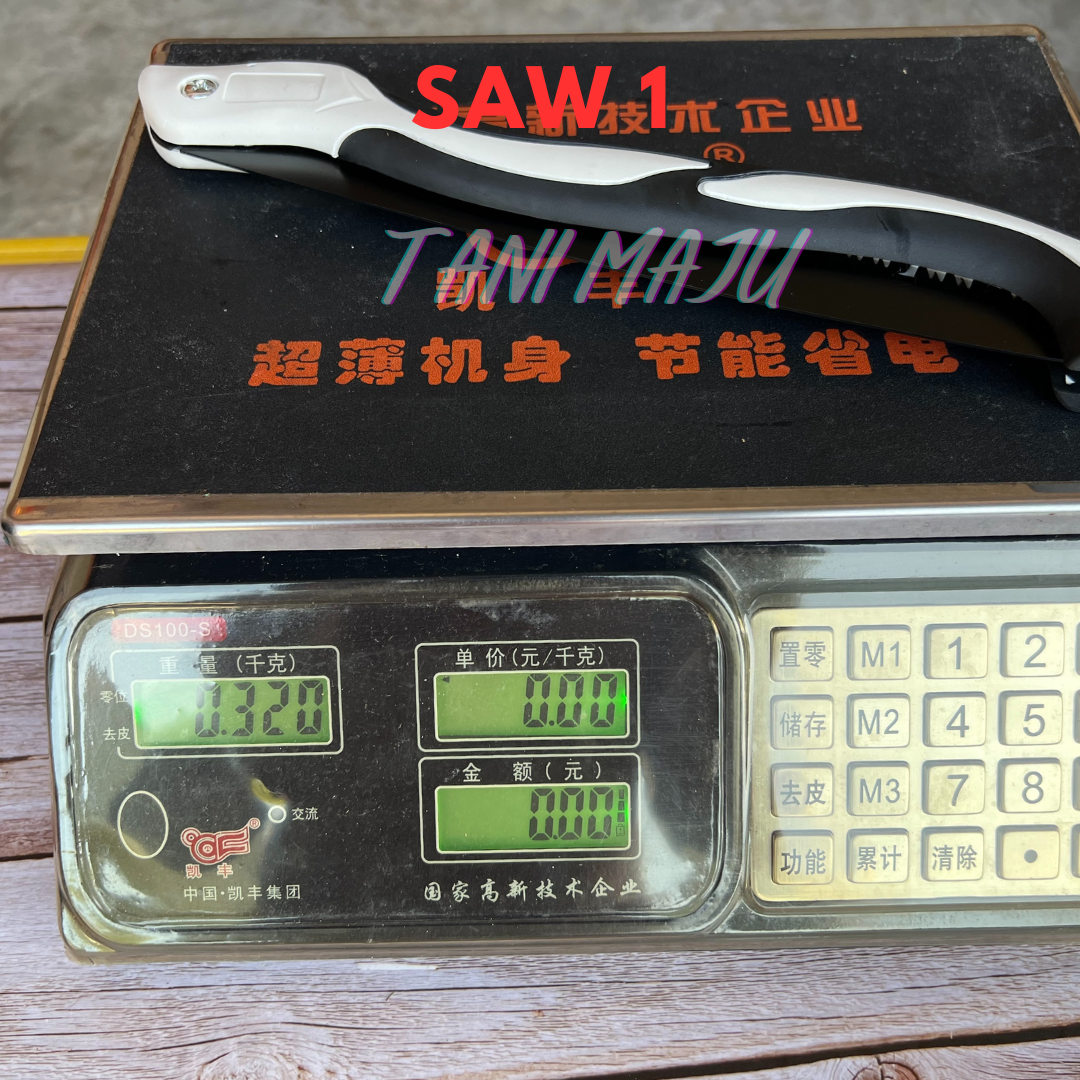 SAW 1
高新技术企业
®
TANI MAJU
凯 丰
超薄机身 节能省电
DS100-S
重 量 (千克)
单 价 (元/千克)
零位
0.320
0.00
去皮
金 额 ( 元 )
0.00
交流
®
凯 丰
中国·凯丰集团
国家高新技术企业
置零 M1 1 2
储存 M2 4 5
去皮 M3 7 8
功能 累计 清除 •